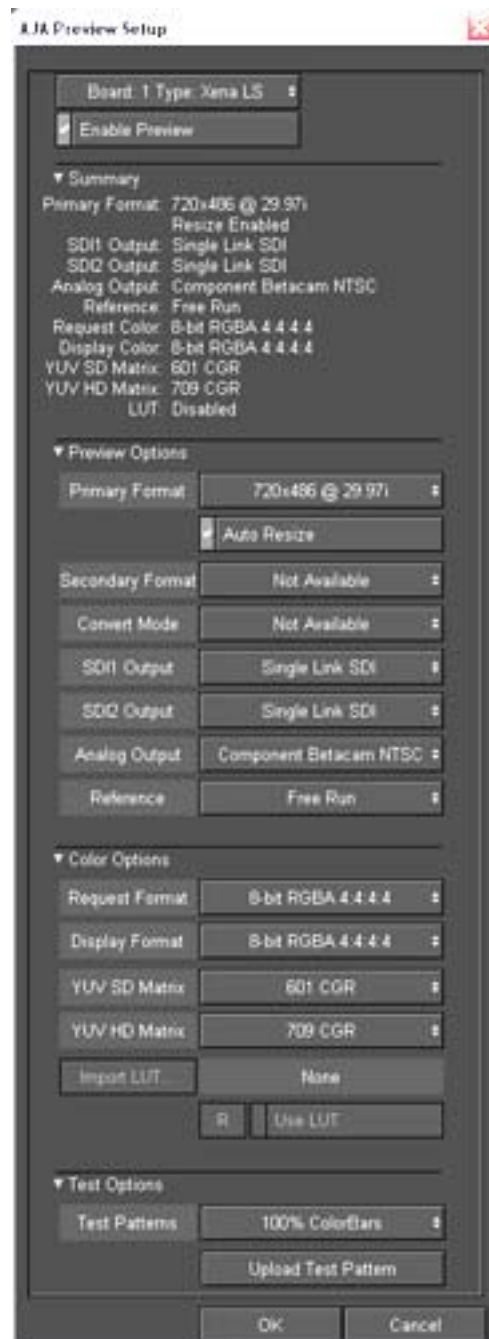 AJA Preview Setup
Board: 1 Type: Xena LS
Enable Preview
Summary
Primary Format: 720x486 @ 29.97i
Resize Enabled
SDI1 Output: Single Link SDI
SDI2 Output: Single Link SDI
Analog Output: Component Betacam NTSC
Reference: Free Run
Request Color: 8-bit RGBA 4:4:4:4
Display Color: 8-bit RGBA 4:4:4:4
YUV SD Matrix: 601 CGR
YUV HD Matrix: 709 CGR
LUT: Disabled
Preview Options
Primary Format 720x486 @ 29.97i
Auto Resize
Secondary Format Not Available
Convert Mode Not Available
SDI1 Output Single Link SDI
SDI2 Output Single Link SDI
Analog Output Component Betacam NTSC
Reference Free Run
Color Options
Request Format 8-bit RGBA 4:4:4:4
Display Format 8-bit RGBA 4:4:4:4
YUV SD Matrix 601 CGR
YUV HD Matrix 709 CGR
Import LUT... None
R Use LUT
Test Options
Test Patterns 100% ColorBars
Upload Test Pattern
OK Cancel